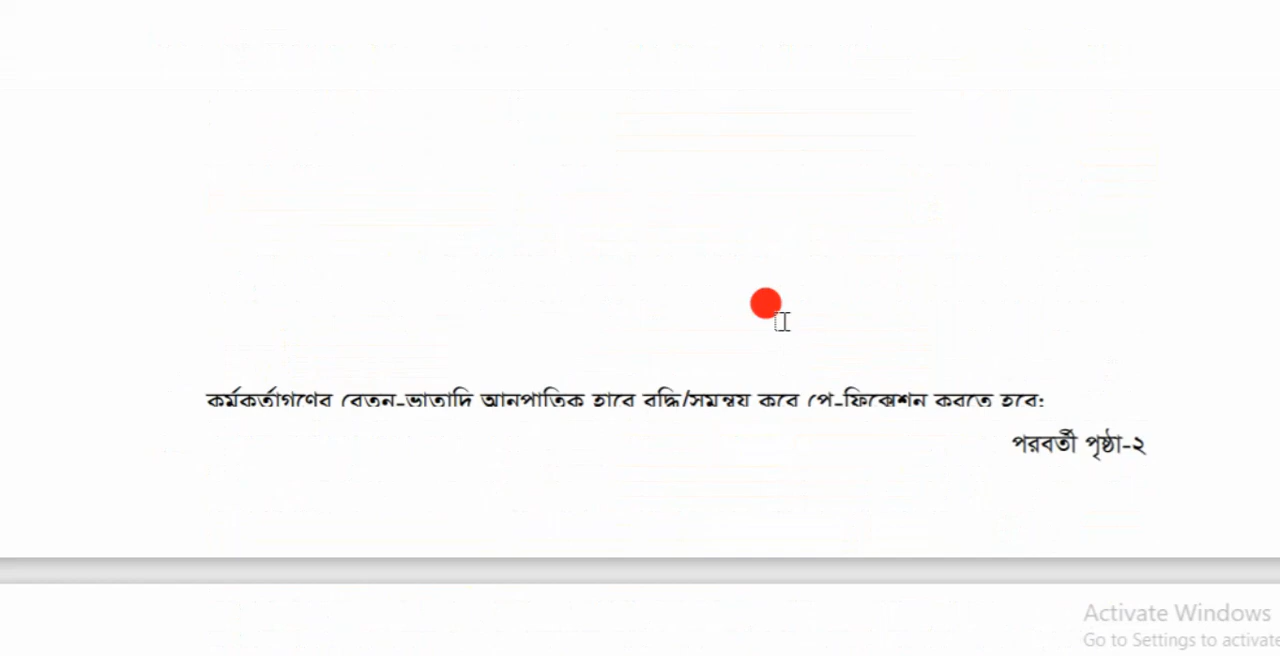 কর্মকর্তাগণের বেতন-ভাতাদি আনুপাতিক হারে বৃদ্ধি/সমন্বয় করে পে-ফিক্সেশন করতে হবে;
পরবর্তী পৃষ্ঠা-২
Activate Windows
Go to Settings to activate